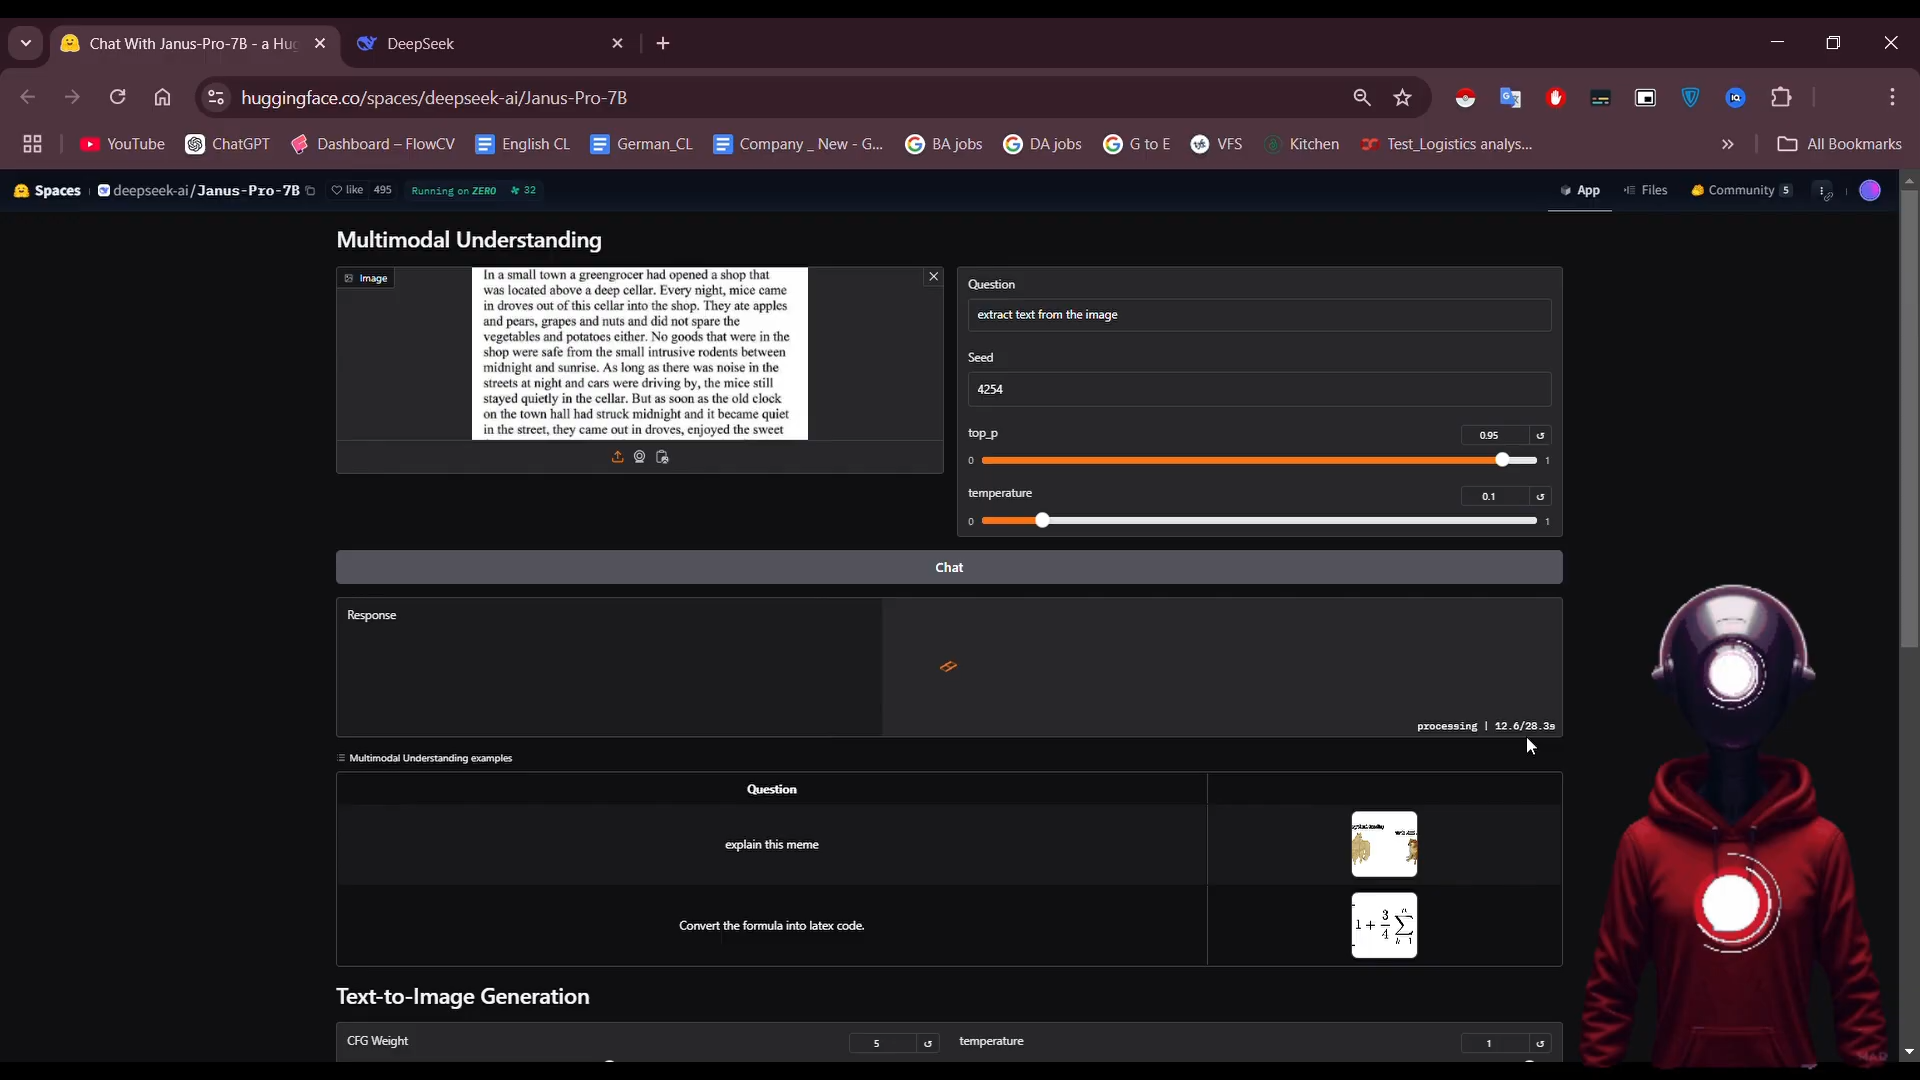 Chat With Janus-Pro-7B - a Hug
DeepSeek
huggingface.co/spaces/deepseek-ai/Janus-Pro-7B
YouTube
ChatGPT
Dashboard – FlowCV
English CL
German_CL
Company _ New - G...
BA jobs
DA jobs
G to E
VFS
Kitchen
Test_Logistics analys...
All Bookmarks
Spaces
deepseek-ai/Janus-Pro-7B
like 495
Running on ZERO 32
App
Files
Community 5
Multimodal Understanding
Image
In a small town a greengrocer had opened a shop that
was located above a deep cellar. Every night, mice came
in droves out of this cellar into the shop. They ate apples
and pears, grapes and nuts and did not spare the
vegetables and potatoes either. No goods that were in the
shop were safe from the small intrusive rodents between
midnight and sunrise. As long as there was noise in the
streets at night and cars were driving by, the mice still
stayed quietly in the cellar. But as soon as the old clock
on the town hall had struck midnight and it became quiet
in the street, they came out in droves, enjoyed the sweet
Question
extract text from the image
Seed
4254
top_p
0.95
0 1
temperature
0.1
0 1
Chat
Response
processing | 12.6/28.3s
Multimodal Understanding examples
Question
explain this meme
Convert the formula into latex code.
1 + 3/4 ∑
Text-to-Image Generation
CFG Weight
5
temperature
1